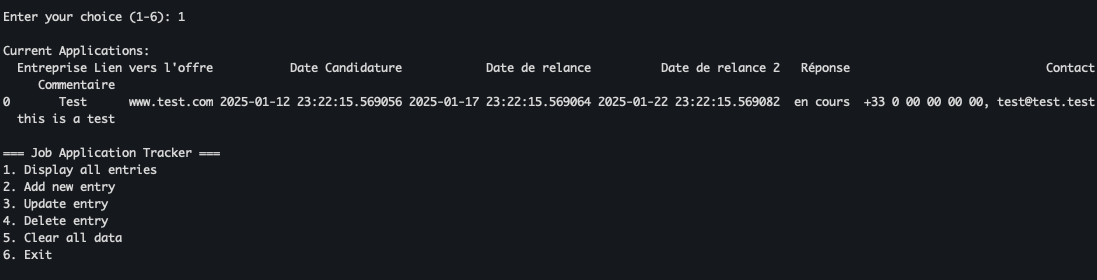 Enter your choice (1-6): 1
Current Applications:
Entreprise Lien vers l'offre Date Candidature Date de relance Date de relance 2 Réponse Contact
Commentaire
0 Test www.test.com 2025-01-12 23:22:15.569056 2025-01-17 23:22:15.569064 2025-01-22 23:22:15.569082 en cours +33 0 00 00 00 00, test@test.test
this is a test
=== Job Application Tracker ===
1. Display all entries
2. Add new entry
3. Update entry
4. Delete entry
5. Clear all data
6. Exit